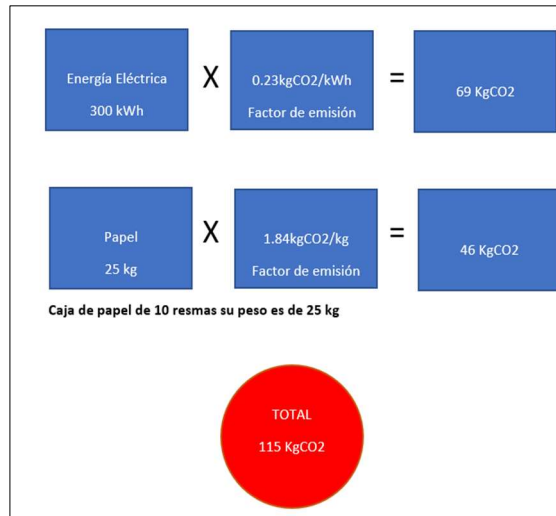 Energía Eléctrica
300 kWh
X
0.23kgCO2/kWh
Factor de emisión
=
69 KgCO2
Papel
25 kg
X
1.84kgCO2/kg
Factor de emisión
=
46 KgCO2
Caja de papel de 10 resmas su peso es de 25 kg
TOTAL
115 KgCO2